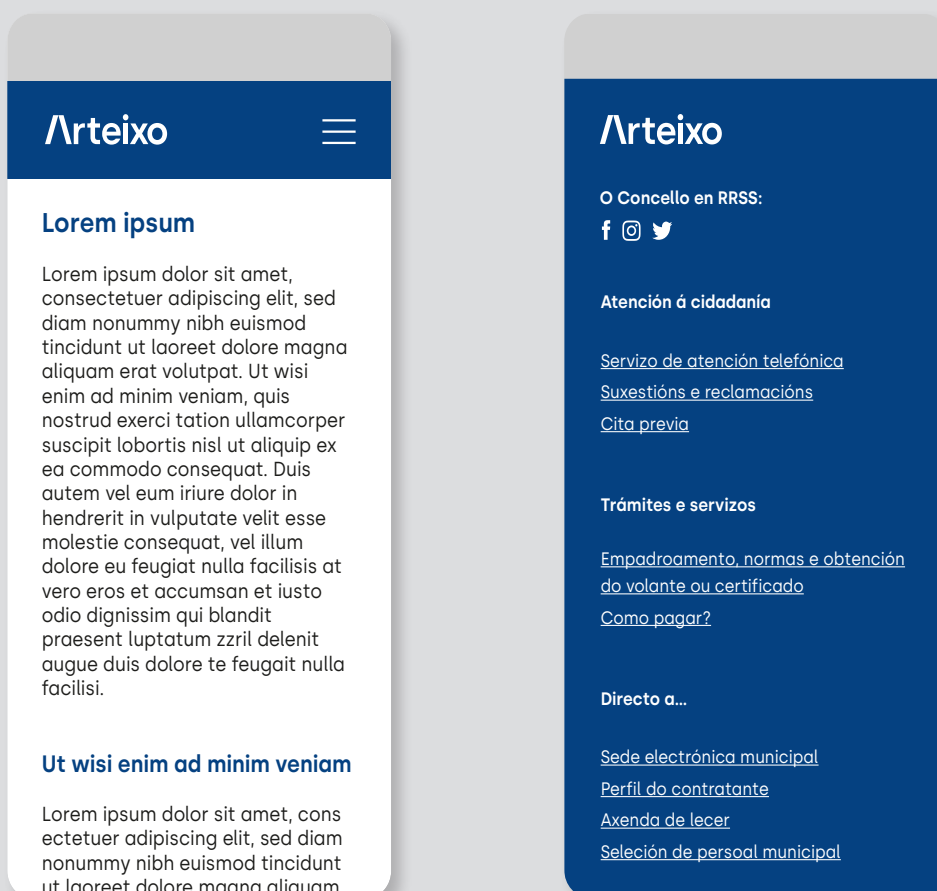 Arteixo
Lorem ipsum
Lorem ipsum dolor sit amet,
consectetuer adipiscing elit, sed
diam nonummy nibh euismod
tincidunt ut laoreet dolore magna
aliquam erat volutpat. Ut wisi
enim ad minim veniam, quis
nostrud exerci tation ullamcorper
suscipit lobortis nisl ut aliquip ex
ea commodo consequat. Duis
autem vel eum iriure dolor in
hendrerit in vulputate velit esse
molestie consequat, vel illum
dolore eu feugiat nulla facilisis at
vero eros et accumsan et iusto
odio dignissim qui blandit
praesent luptatum zzril delenit
augue duis dolore te feugait nulla
facilisi.
Ut wisi enim ad minim veniam
Lorem ipsum dolor sit amet, cons
ectetuer adipiscing elit, sed diam
nonummy nibh euismod tincidunt
ut laoreet dolore magna aliquam
Arteixo
O Concello en RRSS:
Atención á cidadanía
Servizo de atención telefónica
Suxestións e reclamacións
Cita previa
Trámites e servizos
Empadroamento, normas e obtención
do volante ou certificado
Como pagar?
Directo a...
Sede electrónica municipal
Perfil do contratante
Axenda de lecer
Seleción de persoal municipal